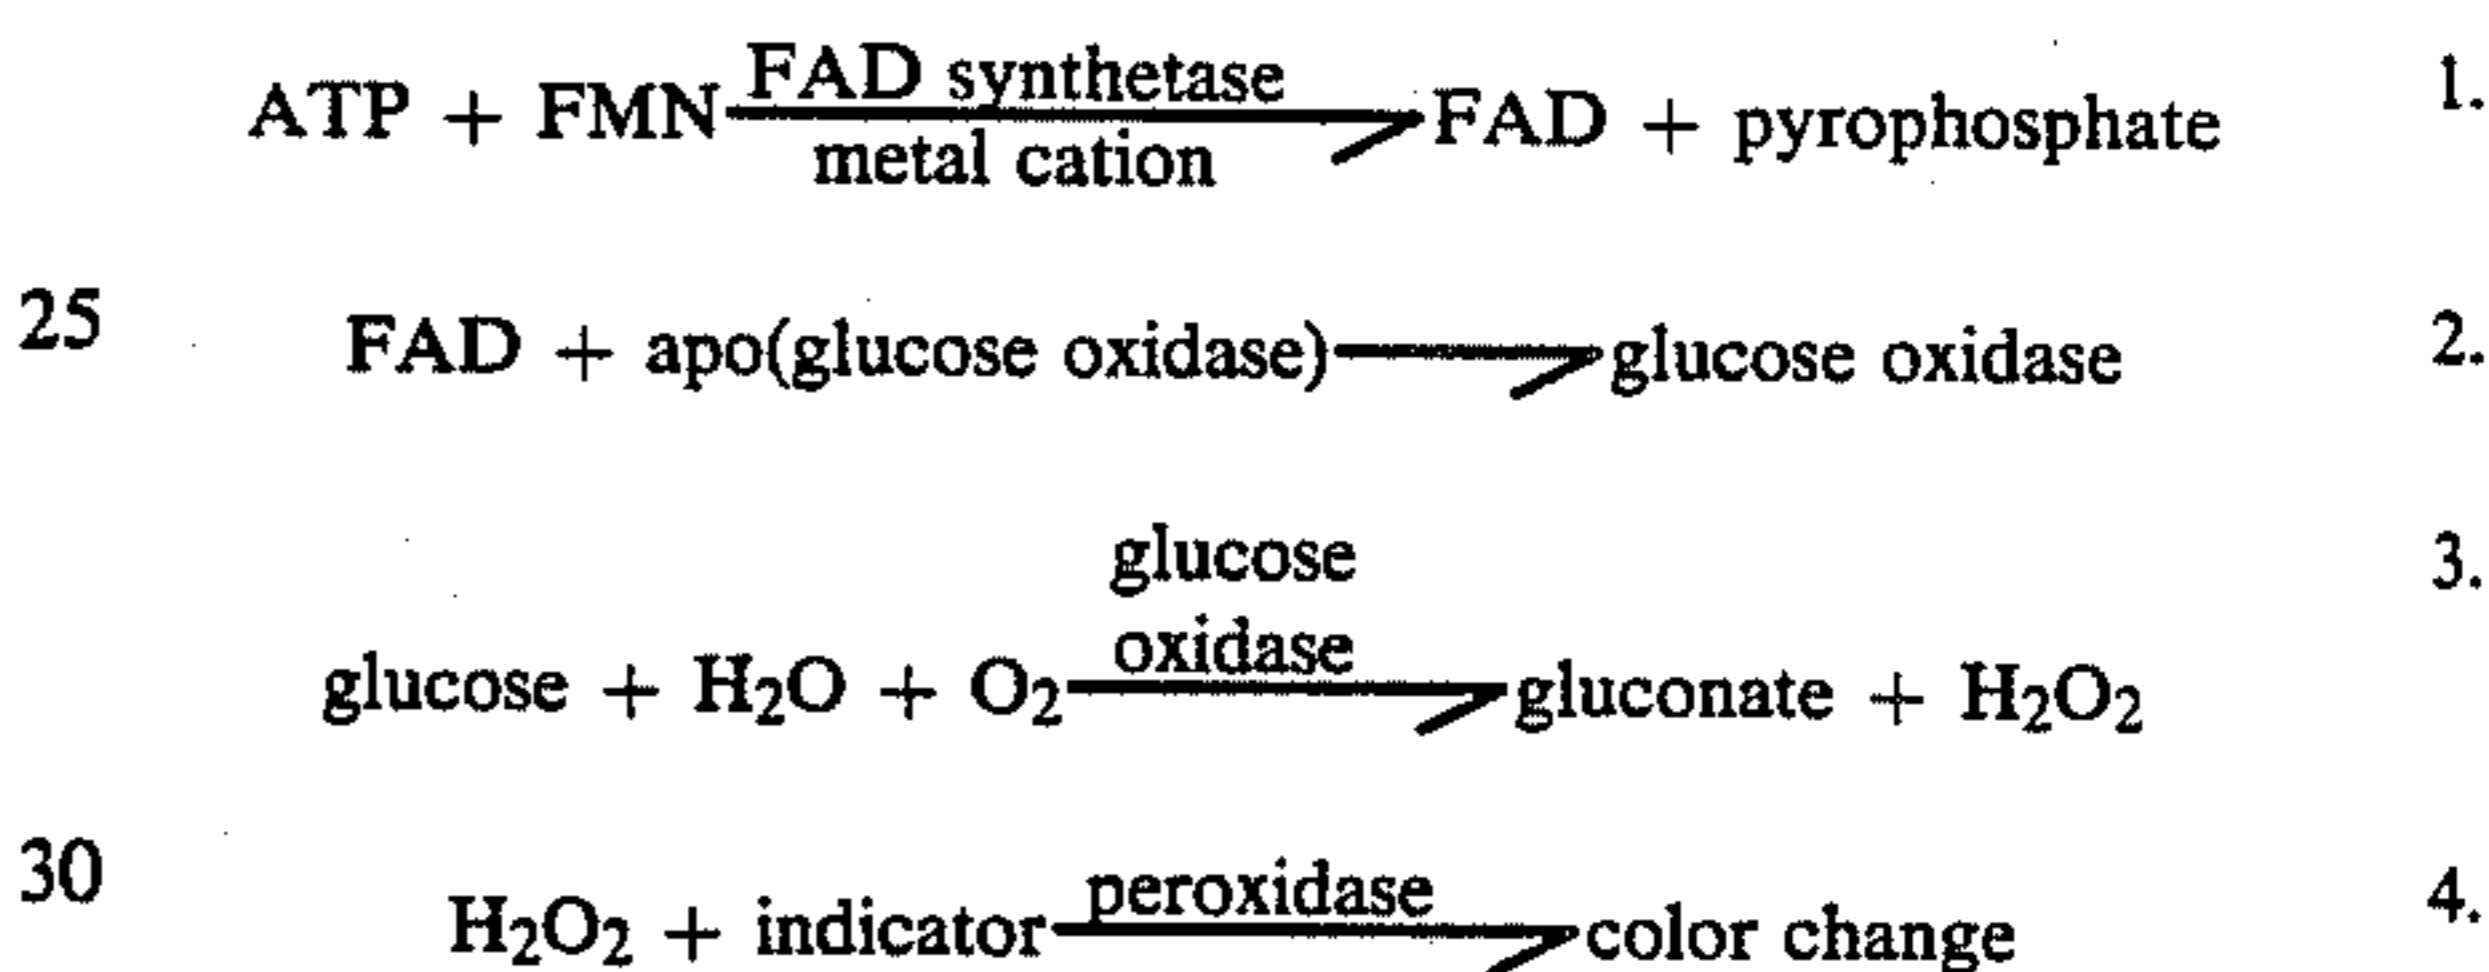 FAD synthetase
ATP + FMN → FAD + pyrophosphate 1.
metal cation
25 FAD + apo(glucose oxidase) → glucose oxidase 2.
glucose 3.
oxidase
glucose + H₂O + O₂ → gluconate + H₂O₂
30 peroxidase 4.
H₂O₂ + indicator → color change